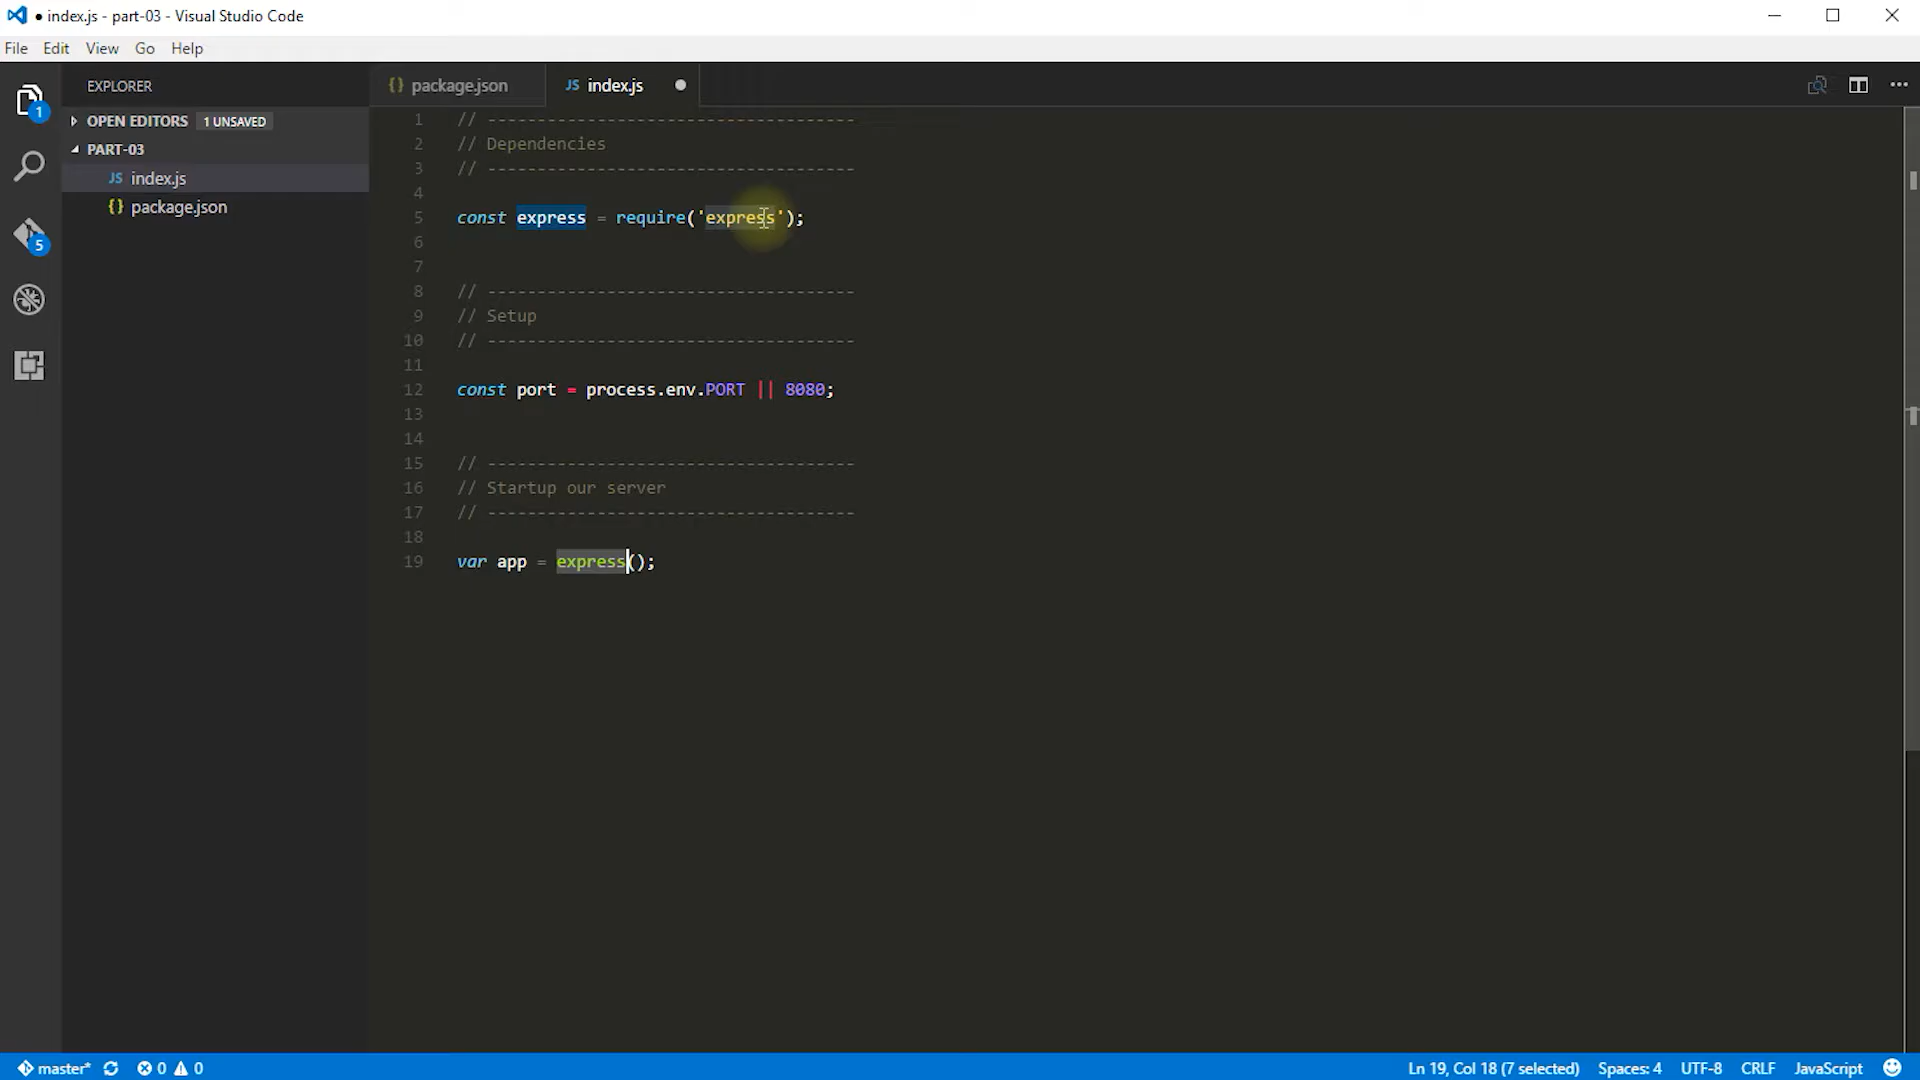 ● index.js - part-03 - Visual Studio Code
File Edit View Go Help
EXPLORER
OPEN EDITORS 1 UNSAVED
PART-03
JS index.js
{} package.json
1
5
{} package.json JS index.js ●
1 // -------------------------------------
2 // Dependencies
3 // -------------------------------------
4
5 const express = require('express');
6
7
8 // -------------------------------------
9 // Setup
10 // -------------------------------------
11
12 const port = process.env.PORT || 8080;
13
14
15 // -------------------------------------
16 // Startup our server
17 // -------------------------------------
18
19 var app = express();
master* 0 0 Ln 19, Col 18 (7 selected) Spaces: 4 UTF-8 CRLF JavaScript